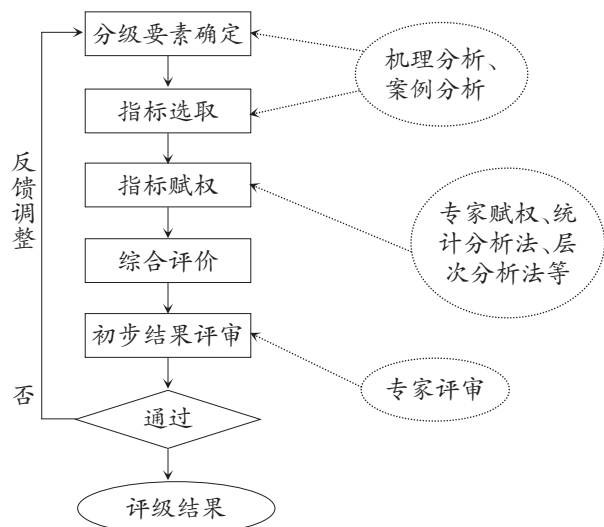 分级要素确定
机理分析、
案例分析
指标选取
反馈调整
指标赋权
专家赋权、统
计分析法、层
次分析法等
综合评价
初步结果评审
专家评审
否
通过
评级结果